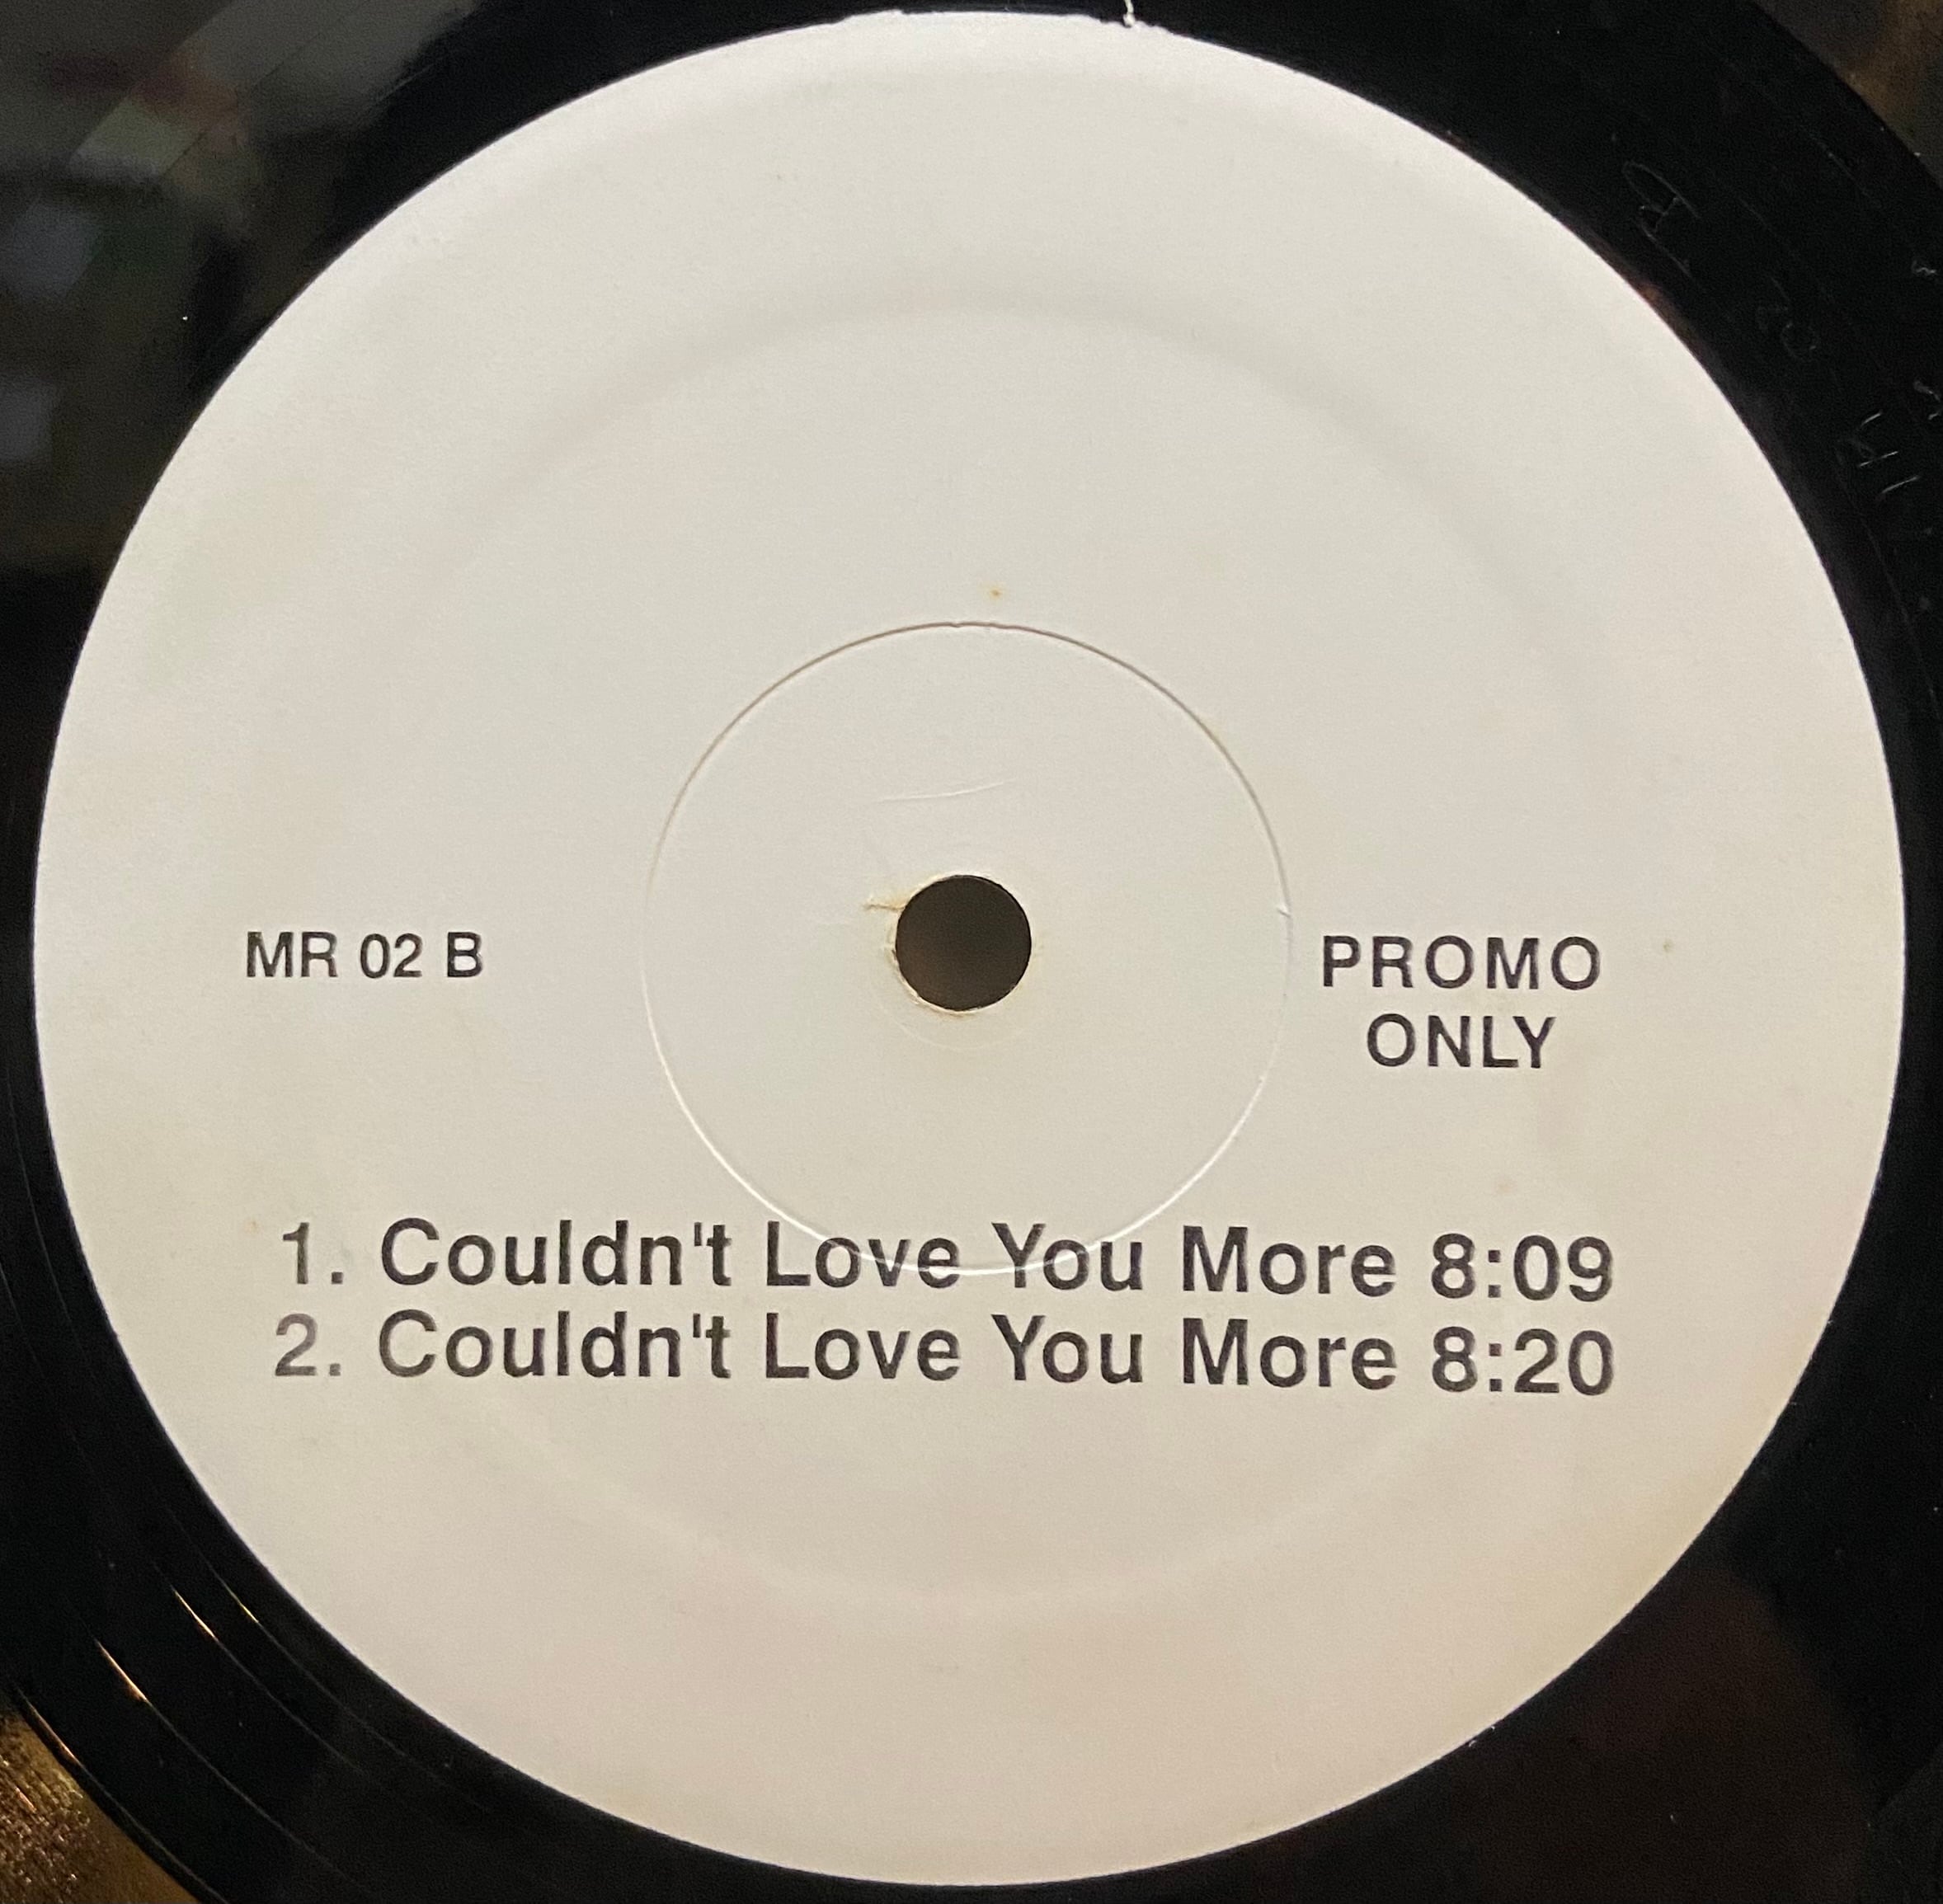 MR 02 B
PROMO
ONLY
1. Couldn't Love You More 8:09
2. Couldn't Love You More 8:20